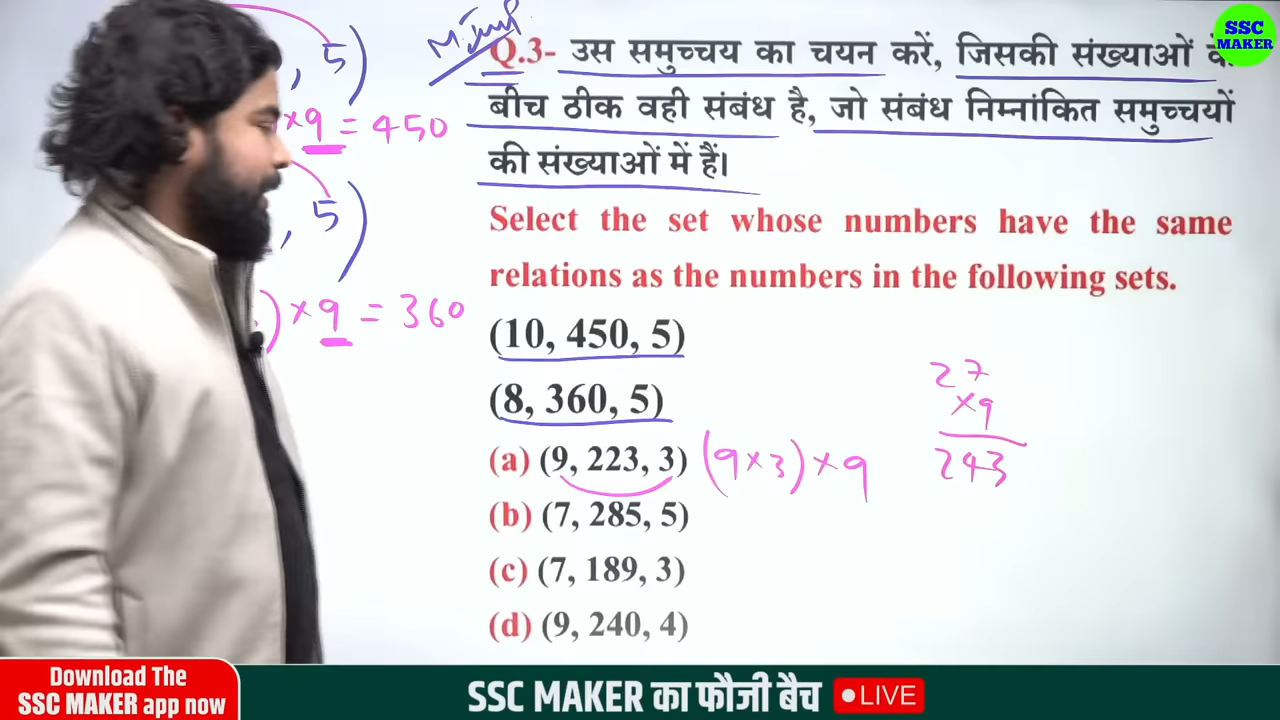 , 5)
×9 = 450
, 5)
) × 9 = 360
SSC
MAKER
Q.3- उस समुच्चय का चयन करें, जिसकी संख्याओं के
बीच ठीक वही संबंध है, जो संबंध निम्नांकित समुच्चयों
की संख्याओं में हैं।
Select the set whose numbers have the same
relations as the numbers in the following sets.
(10, 450, 5)
(8, 360, 5)
(a) (9, 223, 3) (9×3)×9
(b) (7, 285, 5)
(c) (7, 189, 3)
(d) (9, 240, 4)
27
×9
243
Download The
SSC MAKER app now
SSC MAKER का फौजी बैच
LIVE